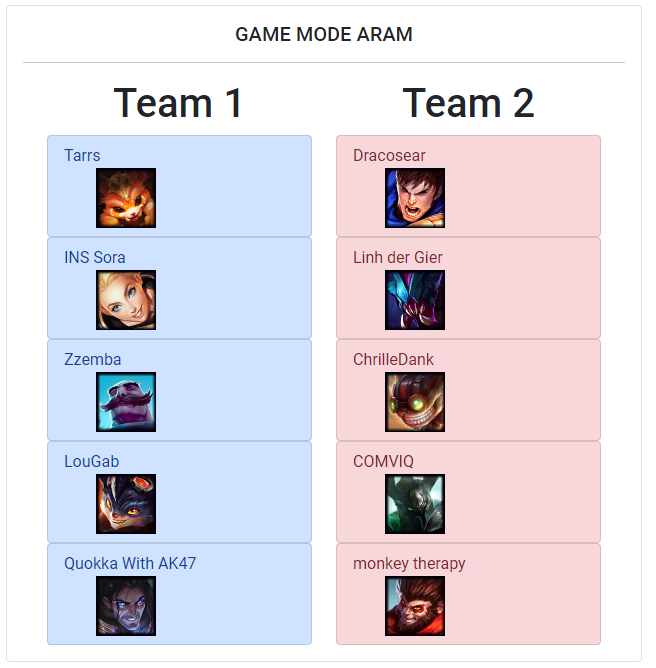 GAME MODE ARAM
Team 1
Tarrs
INS Sora
Zzemba
LouGab
Quokka With AK47
Team 2
Dracosear
Linh der Gier
ChrilleDank
COMVIQ
monkey therapy